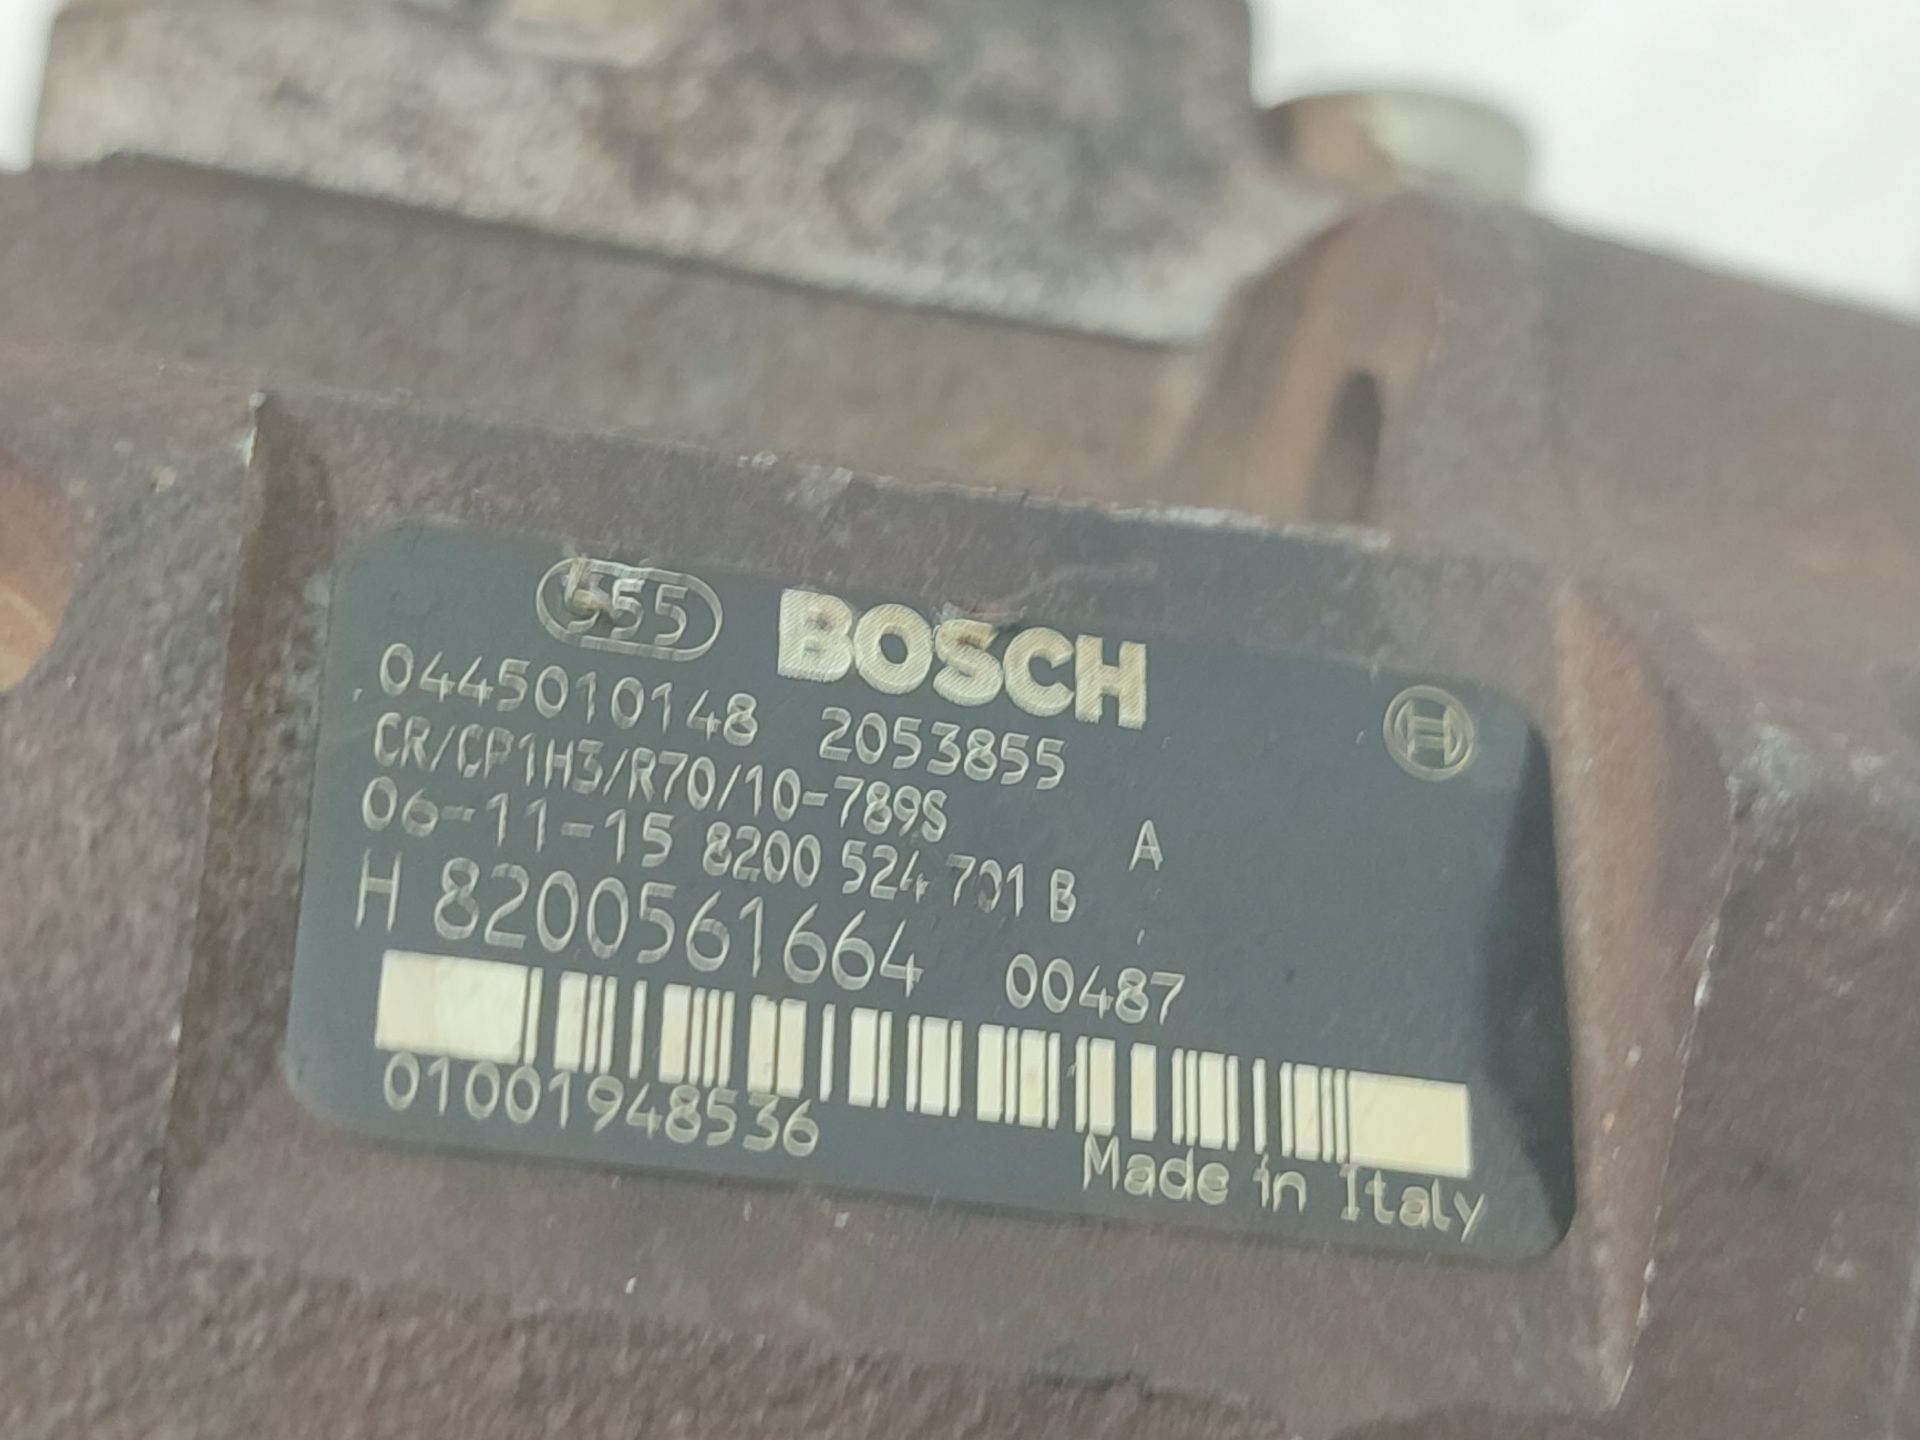 555 BOSCH
0445010148 2053855
CR/CP1H3/R70/10-789S A
06-11-15 8200 524 701 B
H 8200561664 00487
01001948536
Made in Italy